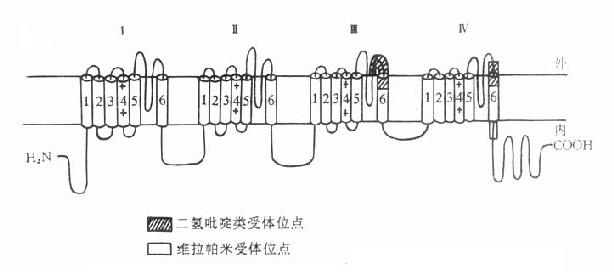 I II III IV
外
1 2 3 4 5 6 1 2 3 4 5 6 1 2 3 4 5 6 1 2 3 4 5 6
+ + + +
+ + + +
内
H₂N COOH
二氢吡啶类受体位点
维拉帕米受体位点